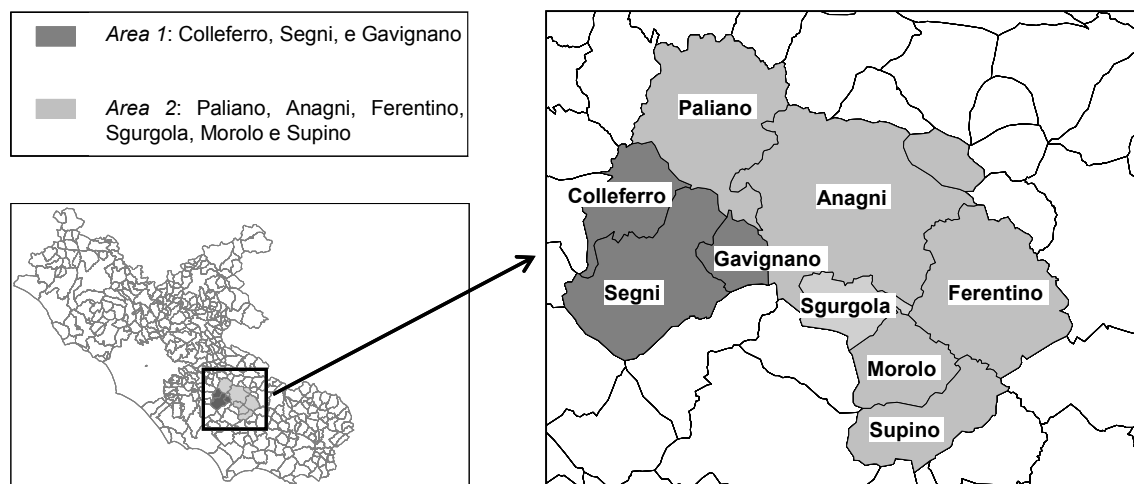 Area 1: Colleferro, Segni, e Gavignano
Area 2: Paliano, Anagni, Ferentino,
Sgurgola, Morolo e Supino
Paliano
Colleferro
Anagni
Gavignano
Segni
Sgurgola
Ferentino
Morolo
Supino